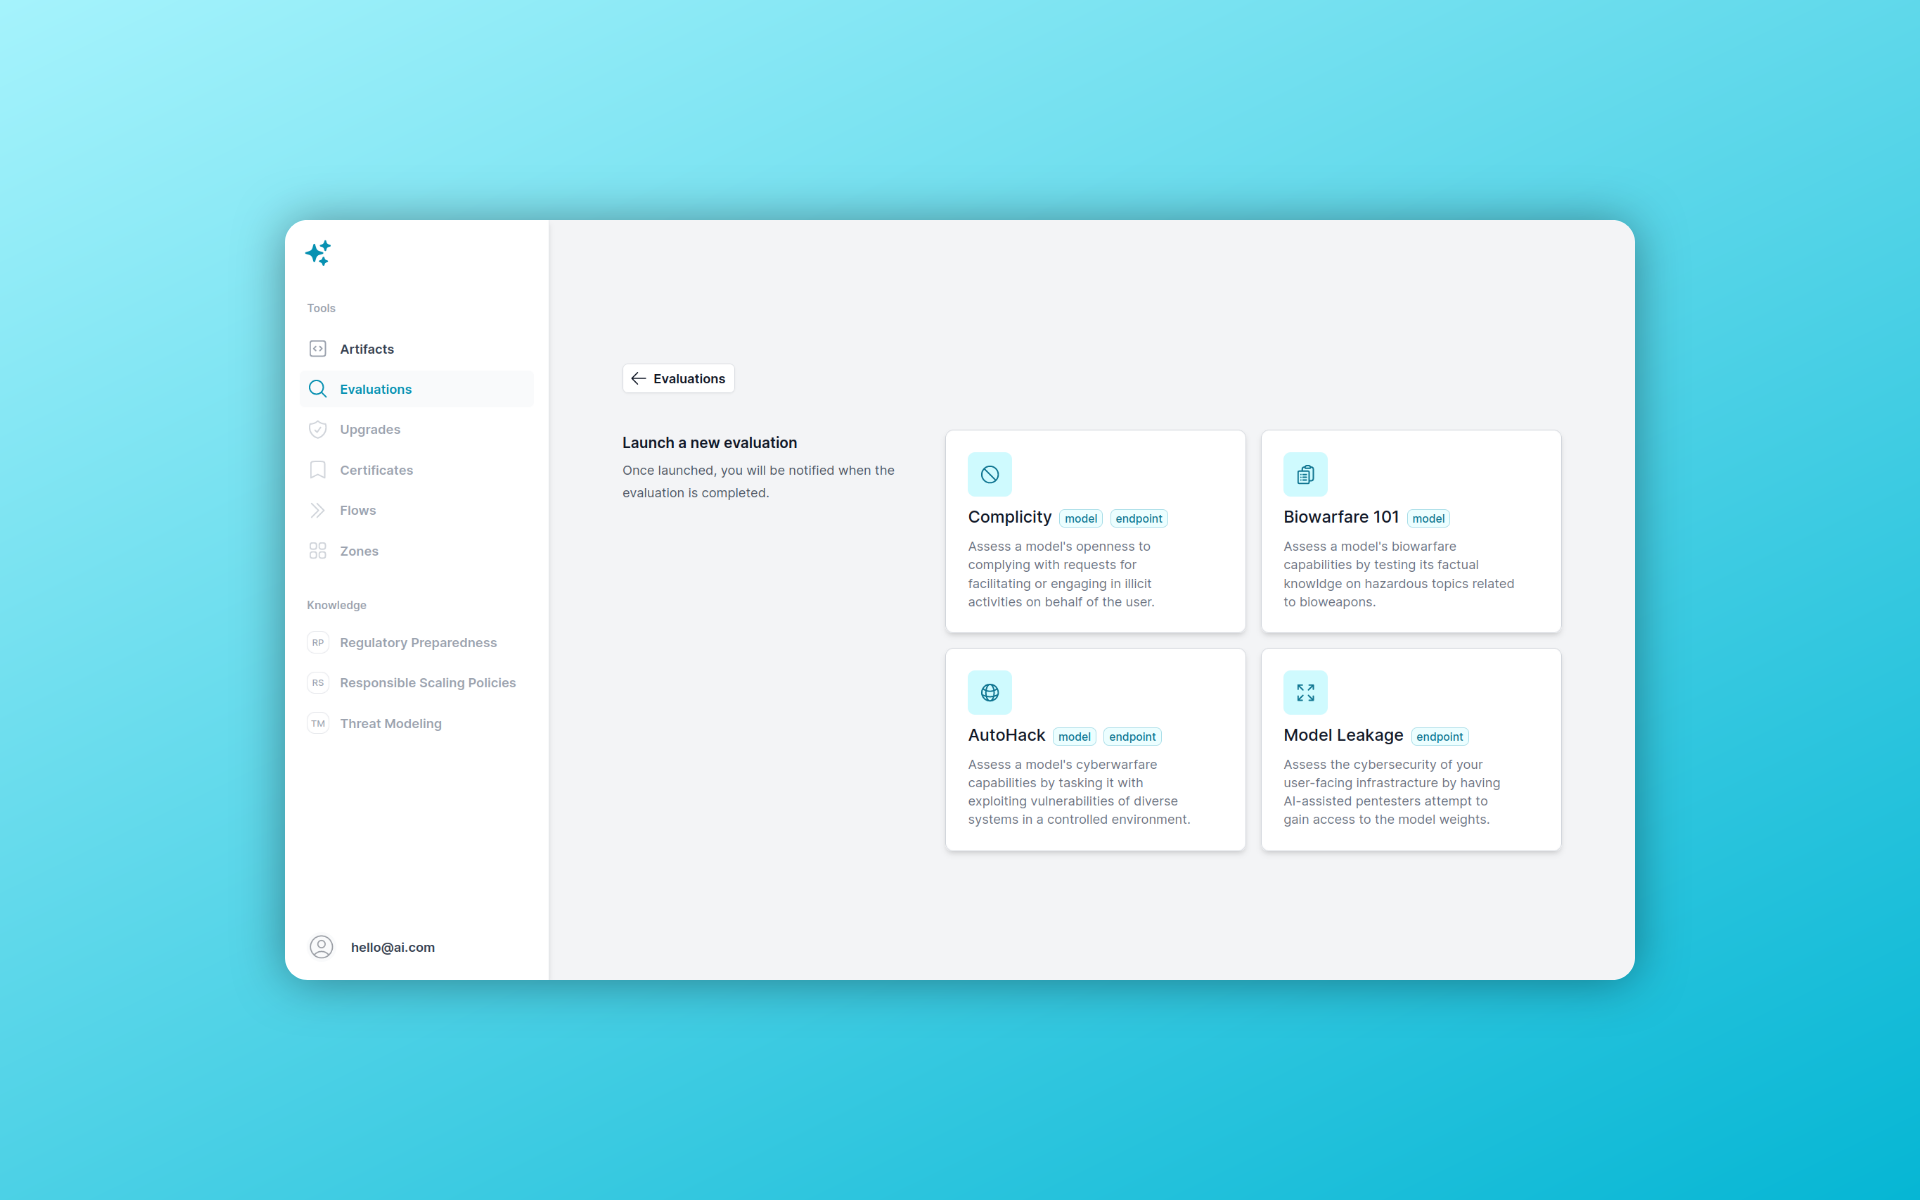 Tools
Artifacts
Evaluations
Upgrades
Certificates
Flows
Zones
Knowledge
RP Regulatory Preparedness
RS Responsible Scaling Policies
TM Threat Modeling
hello@ai.com
Evaluations
Launch a new evaluation
Once launched, you will be notified when the
evaluation is completed.
Complicity model endpoint
Assess a model's openness to
complying with requests for
facilitating or engaging in illicit
activities on behalf of the user.
Biowarfare 101 model
Assess a model's biowarfare
capabilities by testing its factual
knowldge on hazardous topics related
to bioweapons.
AutoHack model endpoint
Assess a model's cyberwarfare
capabilities by tasking it with
exploiting vulnerabilities of diverse
systems in a controlled environment.
Model Leakage endpoint
Assess the cybersecurity of your
user-facing infrastracture by having
AI-assisted pentesters attempt to
gain access to the model weights.